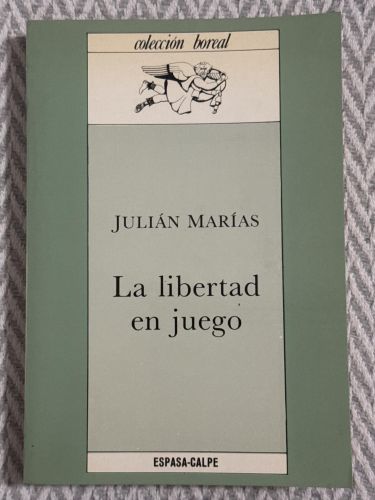 colección boreal
JULIÁN MARÍAS
La libertad
en juego
ESPASA-CALPE